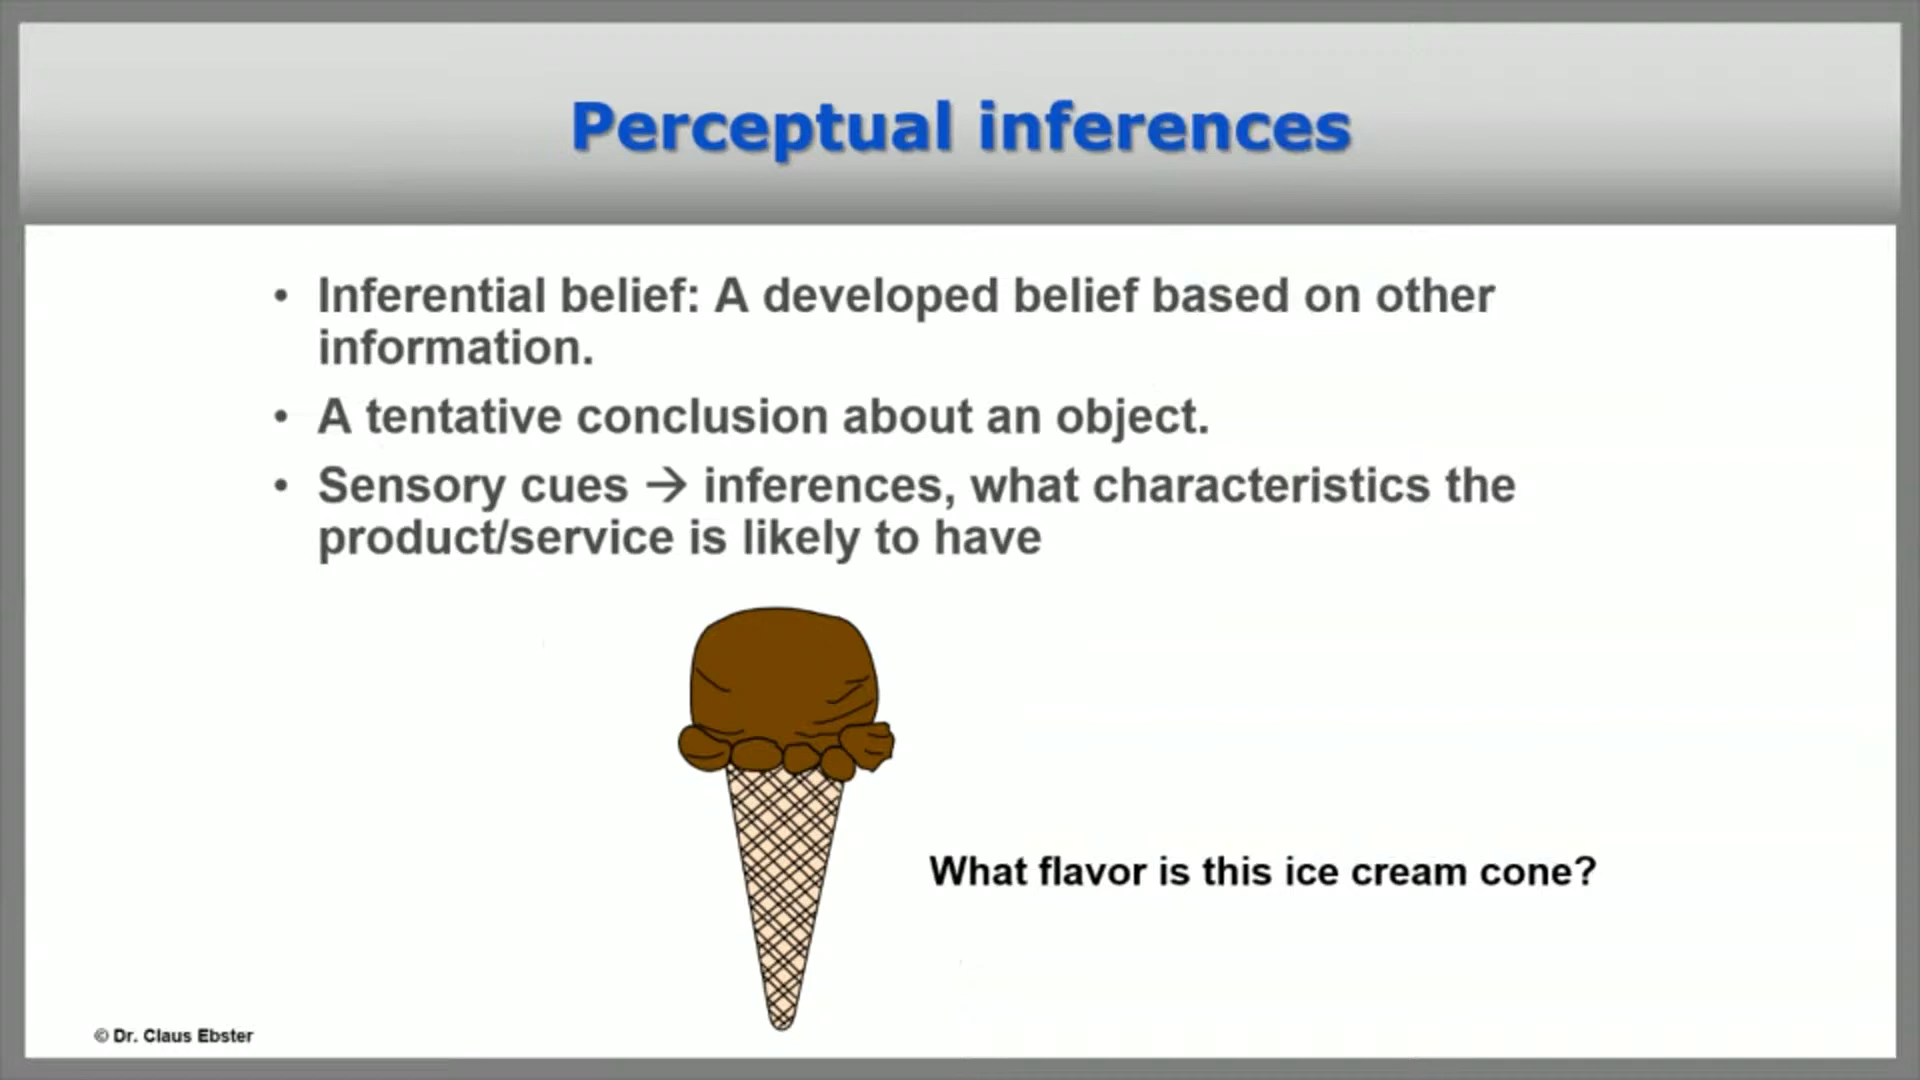 Perceptual inferences
• Inferential belief: A developed belief based on other
information.
• A tentative conclusion about an object.
• Sensory cues → inferences, what characteristics the
product/service is likely to have
What flavor is this ice cream cone?
© Dr. Claus Ebster